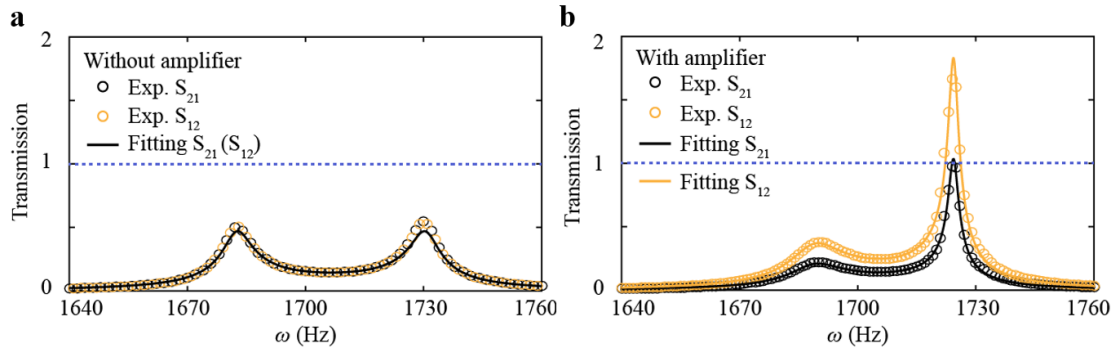 a
2
Without amplifier
Exp. S₂₁
Exp. S₁₂
Fitting S₂₁ (S₁₂)
1
0
Transmission
1640
1670
1700
1730
1760
ω (Hz)
b
2
With amplifier
Exp. S₂₁
Exp. S₁₂
Fitting S₂₁
1
Fitting S₁₂
0
Transmission
1640
1670
1700
1730
1760
ω (Hz)